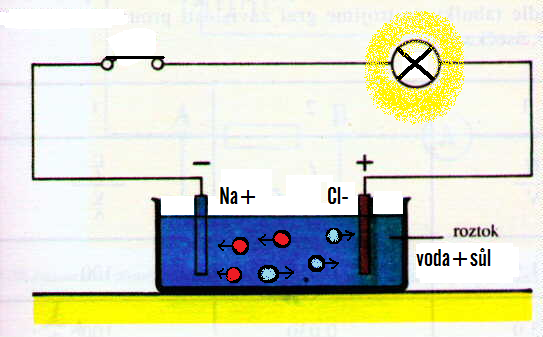 − +
Na+ Cl-
roztok
voda+sůl